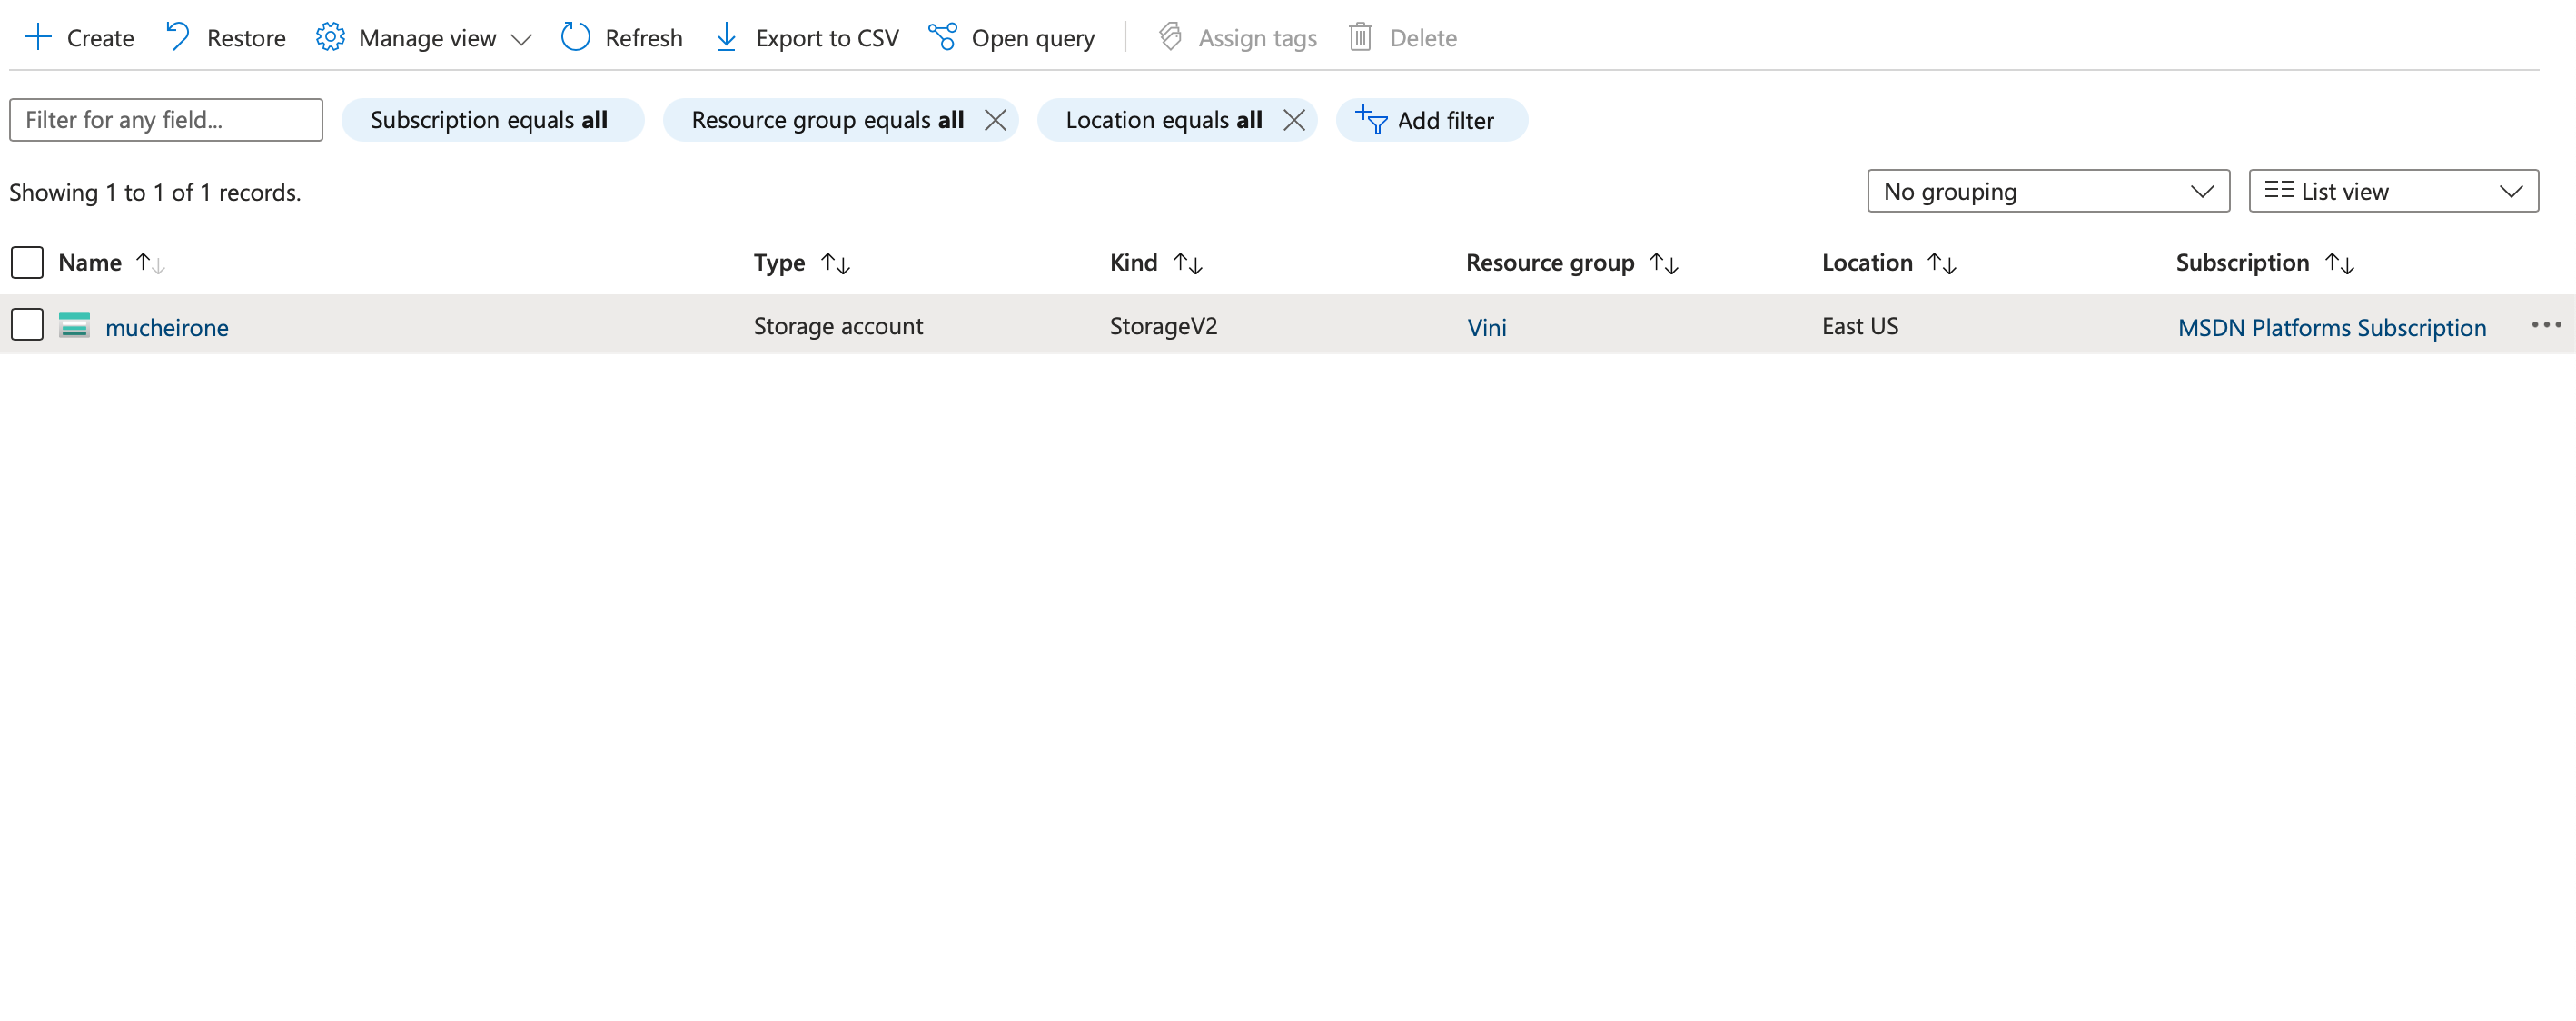 Create Restore Manage view Refresh Export to CSV Open query Assign tags Delete
Filter for any field... Subscription equals all Resource group equals all Location equals all Add filter
Showing 1 to 1 of 1 records. No grouping List view
Name Type Kind Resource group Location Subscription
mucheirone Storage account StorageV2 Vini East US MSDN Platforms Subscription